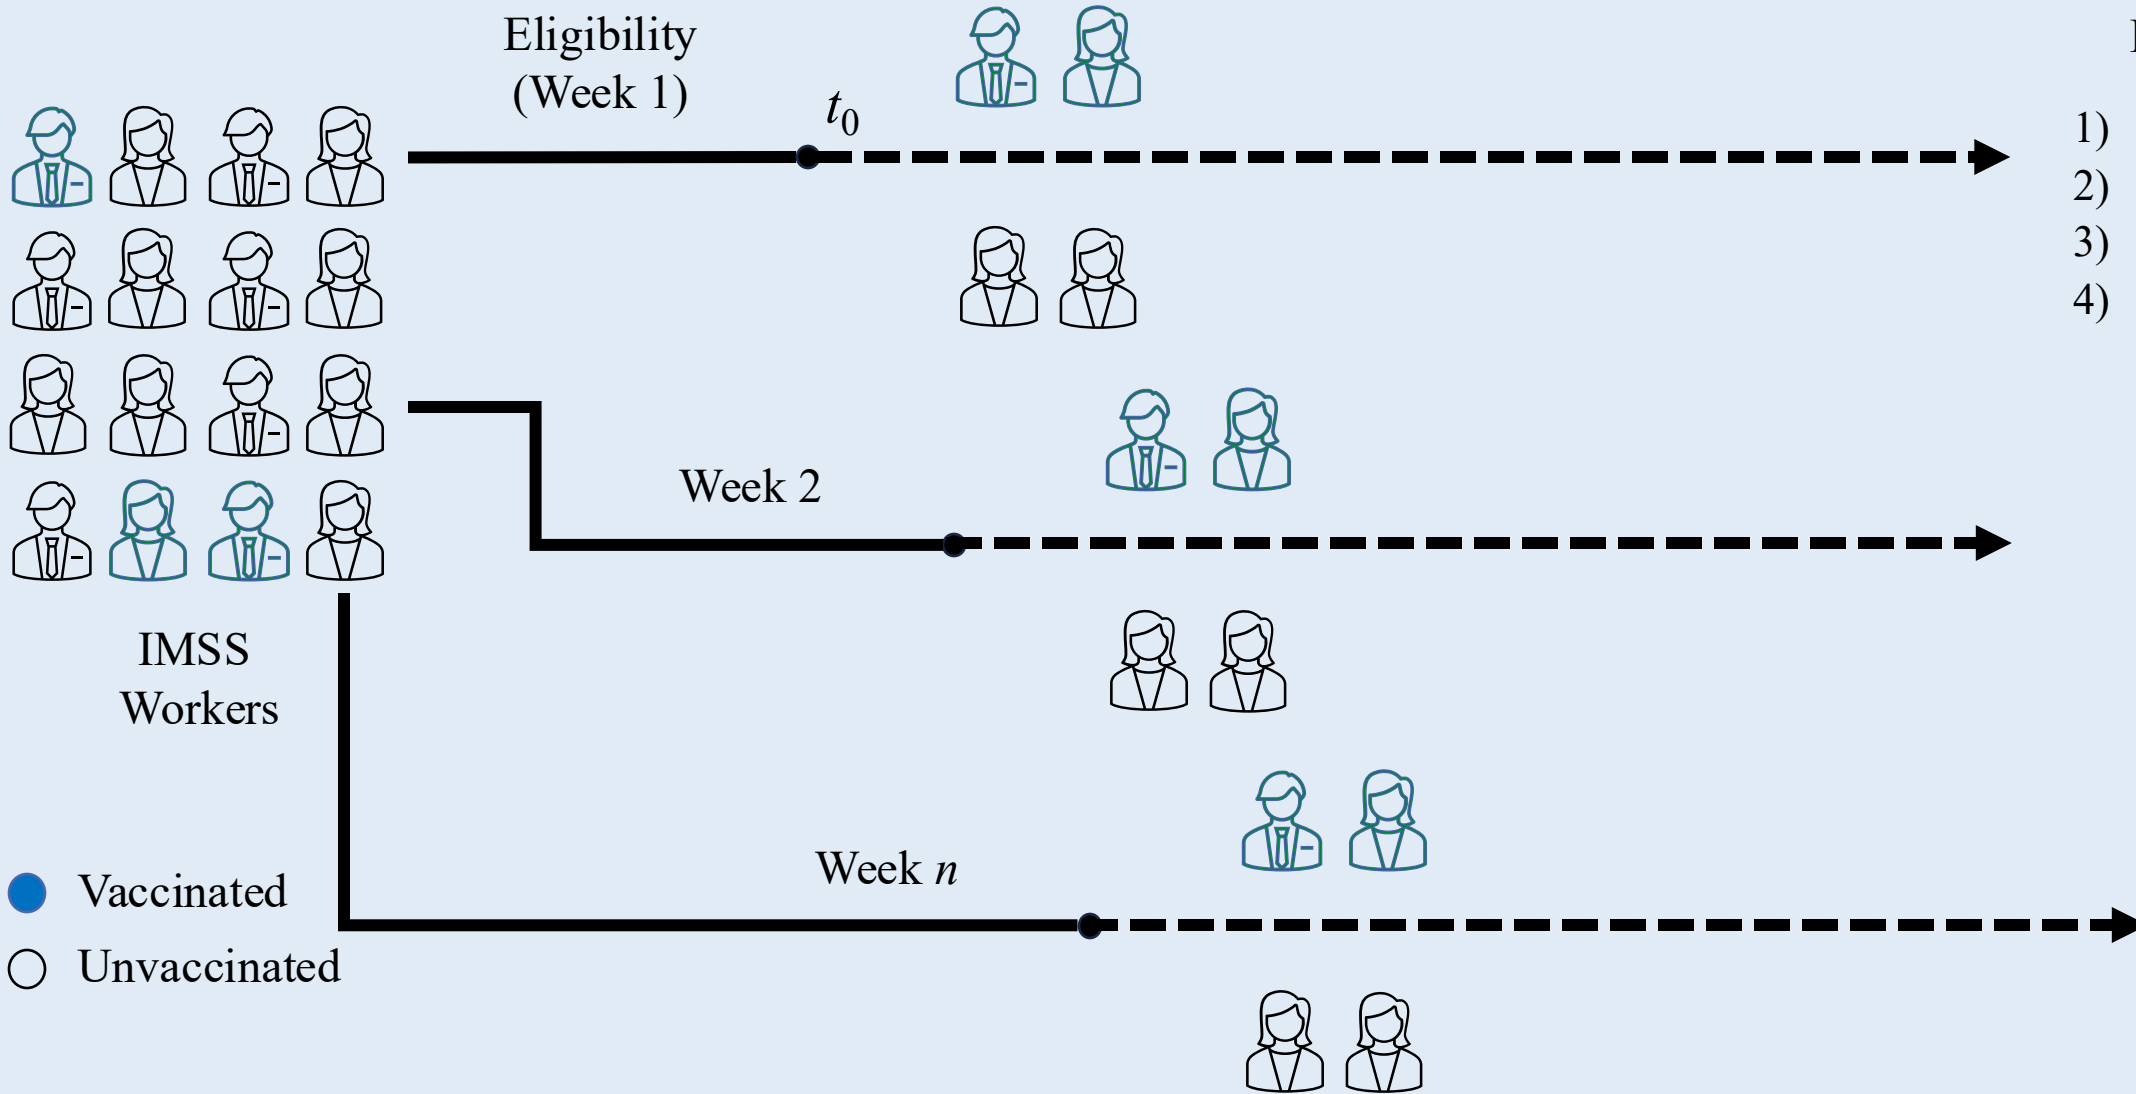 Eligibility
(Week 1)
t0
1)
2)
3)
4)
Week 2
IMSS
Workers
Week n
Vaccinated
Unvaccinated